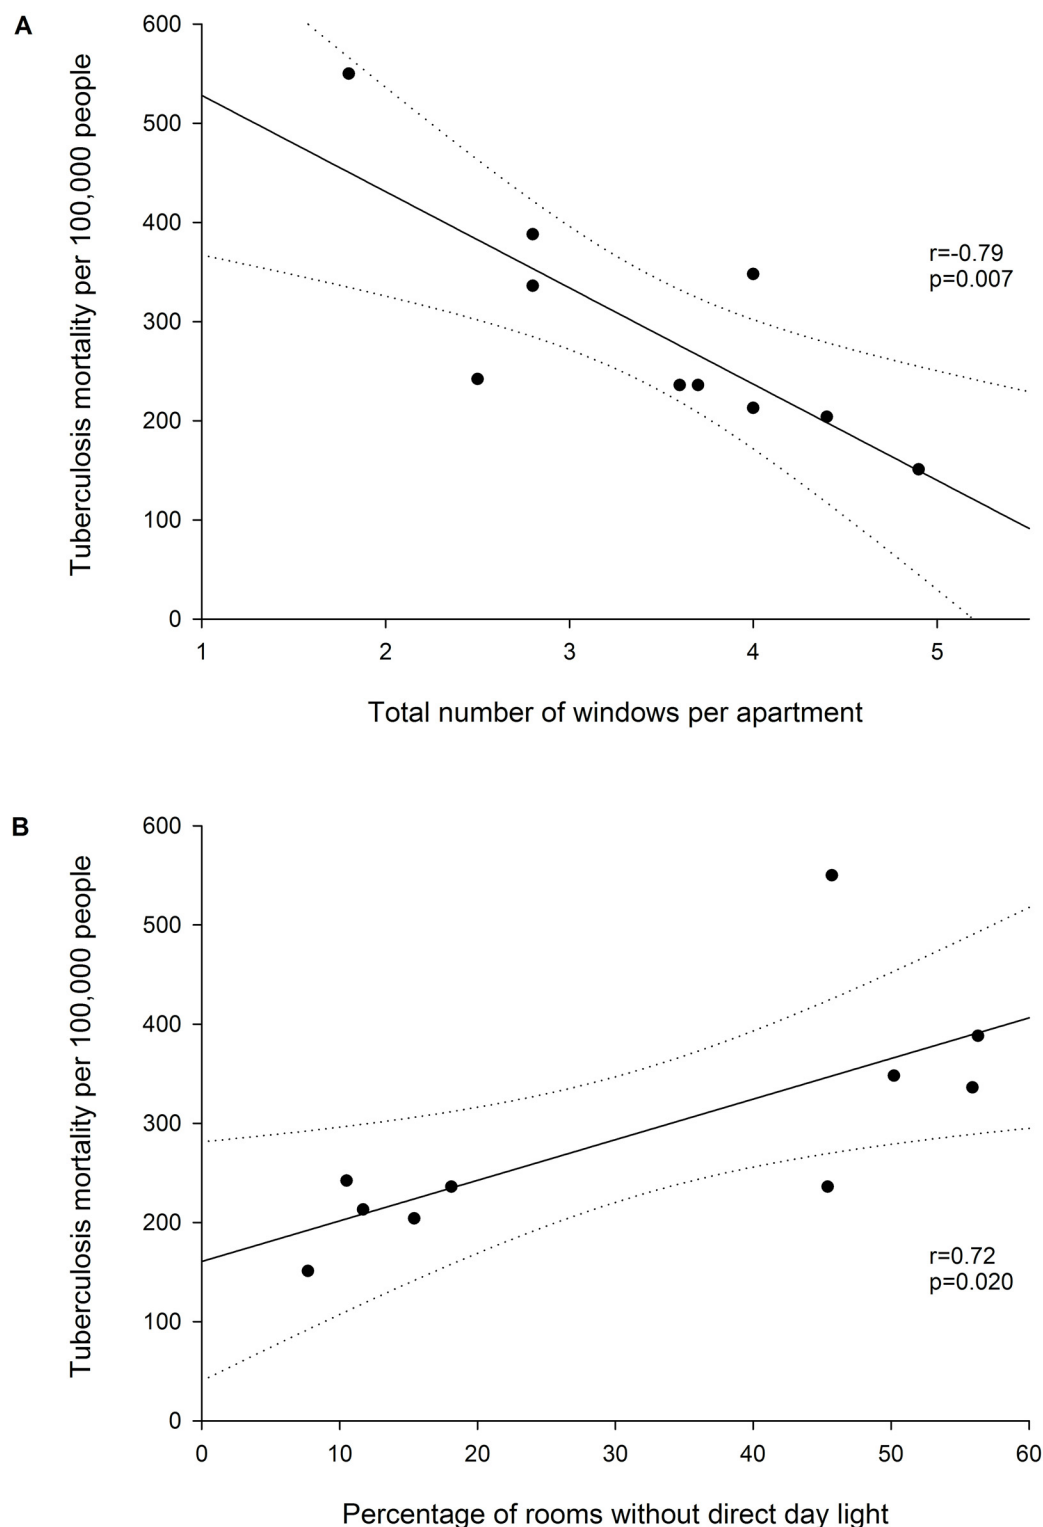 A
Tuberculosis mortality per 100,000 people
600
500
400
300
200
100
0
r=-0.79
p=0.007
1 2 3 4 5
Total number of windows per apartment
B
Tuberculosis mortality per 100,000 people
600
500
400
300
200
100
0
r=0.72
p=0.020
0 10 20 30 40 50 60
Percentage of rooms without direct day light